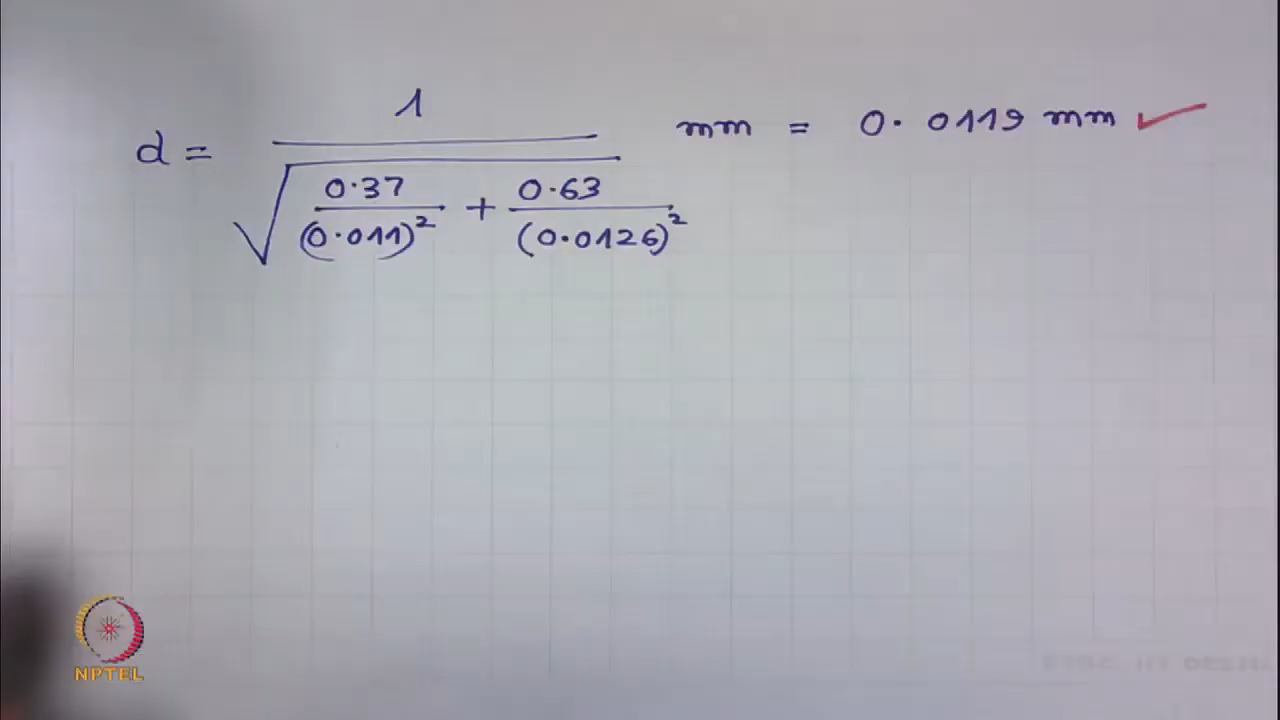 d = 1 / √(0.37/(0.011)² + 0.63/(0.0126)²) mm = 0.0119 mm ✓
NPTEL